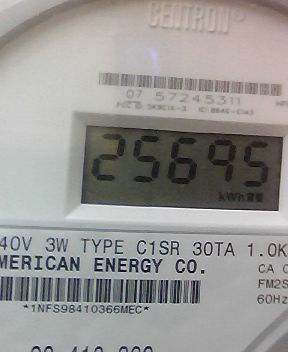 CENTRON®
07 57245311
25695
kWh
40V 3W TYPE C1SR 30TA 1.0K
MERICAN ENERGY CO.
CA 0
FM2S
60Hz
*1NFS98410366MEC*